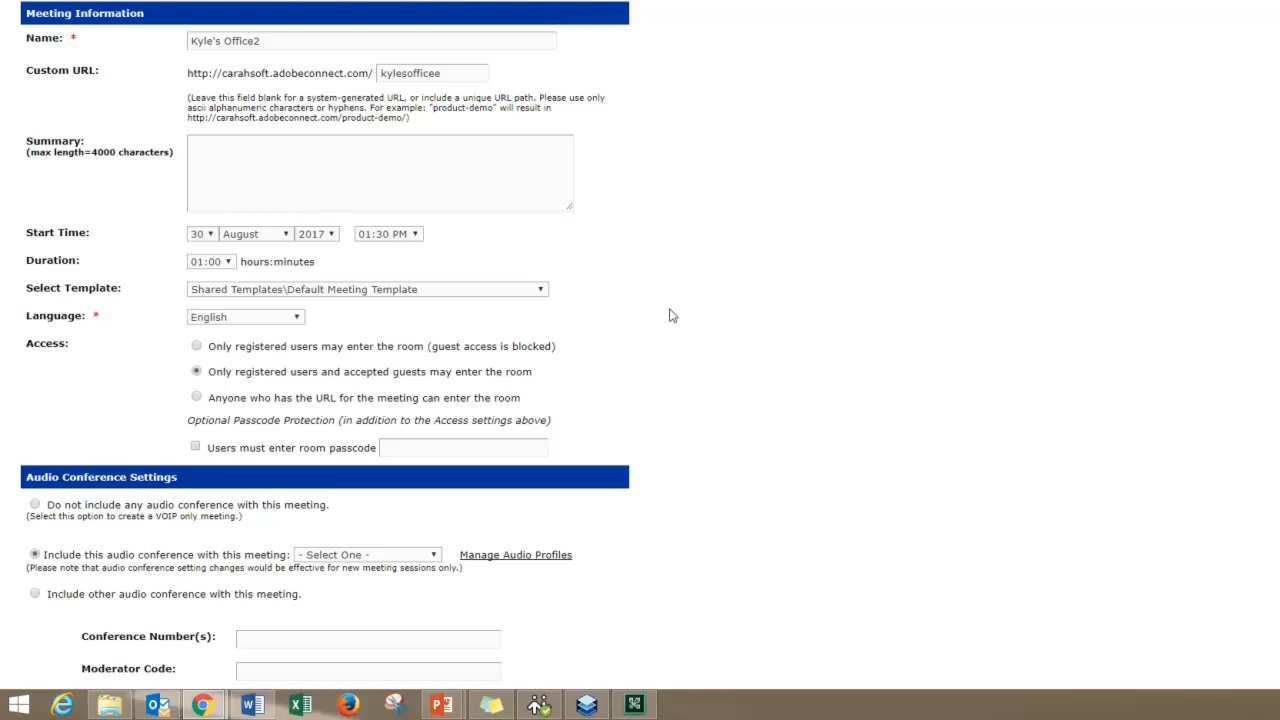 Meeting Information
Name: *
Kyle's Office2
Custom URL:
http://carahsoft.adobeconnect.com/ kylesofficee
(Leave this field blank for a system-generated URL, or include a unique URL path. Please use only
ascii alphanumeric characters or hyphens. For example: "product-demo" will result in
http://carahsoft.adobeconnect.com/product-demo/)
Summary:
(max length=4000 characters)
Start Time:
30 August 2017 01:30 PM
Duration:
01:00 hours:minutes
Select Template:
Shared Templates\Default Meeting Template
Language: *
English
Access:
Only registered users may enter the room (guest access is blocked)
Only registered users and accepted guests may enter the room
Anyone who has the URL for the meeting can enter the room
Optional Passcode Protection (in addition to the Access settings above)
Users must enter room passcode
Audio Conference Settings
Do not include any audio conference with this meeting.
(Select this option to create a VOIP only meeting.)
Include this audio conference with this meeting: - Select One - Manage Audio Profiles
(Please note that audio conference setting changes would be effective for new meeting sessions only.)
Include other audio conference with this meeting.
Conference Number(s):
Moderator Code: